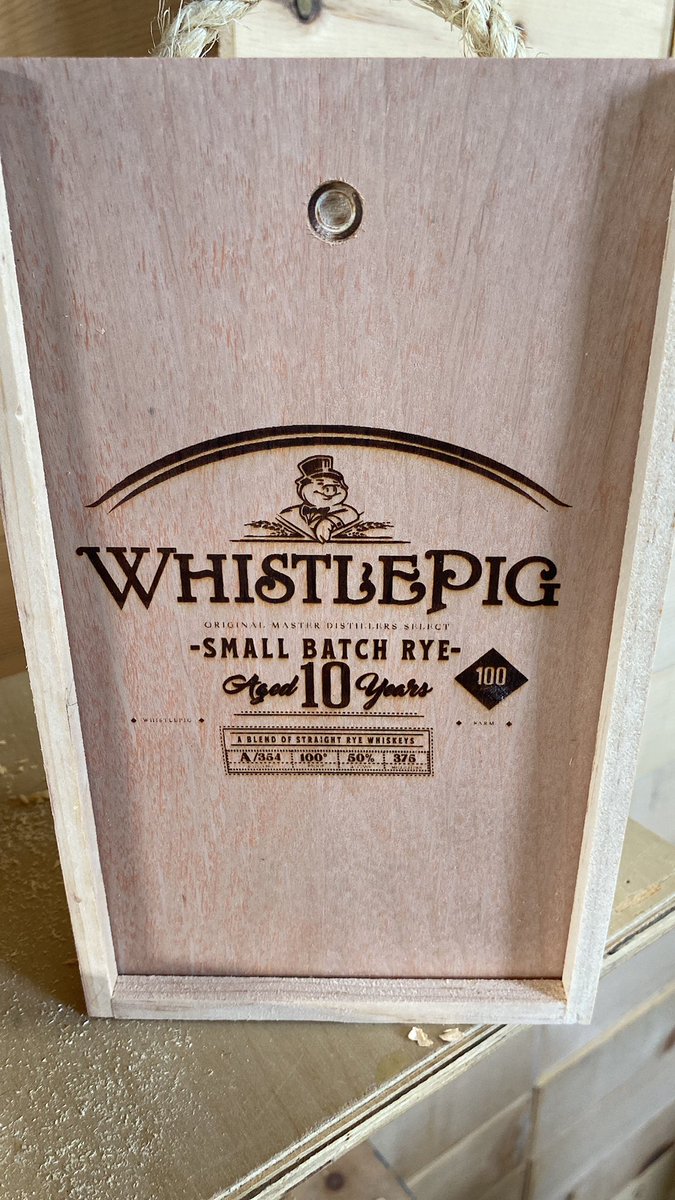 WHISTLEPIG
ORIGINAL MASTER DISTILLERS SELECT
-SMALL BATCH RYE-
Aged 10 Years
100
WHISTLEPIG
FARM
A BLEND OF STRAIGHT RYE WHISKEYS
A/354 100° 50% 375